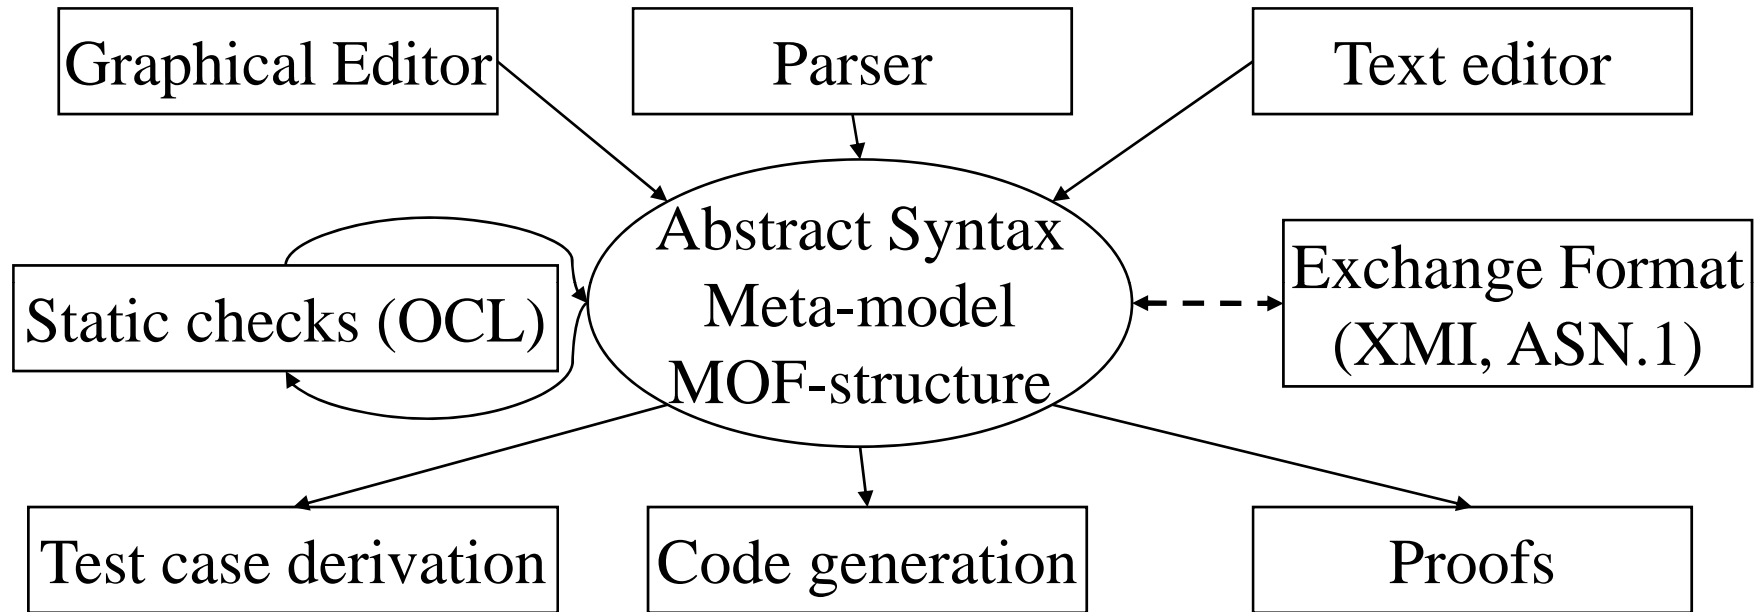 Graphical Editor
Parser
Text editor
Abstract Syntax
Meta-model
MOF-structure
Static checks (OCL)
Exchange Format
(XMI, ASN.1)
Test case derivation
Code generation
Proofs